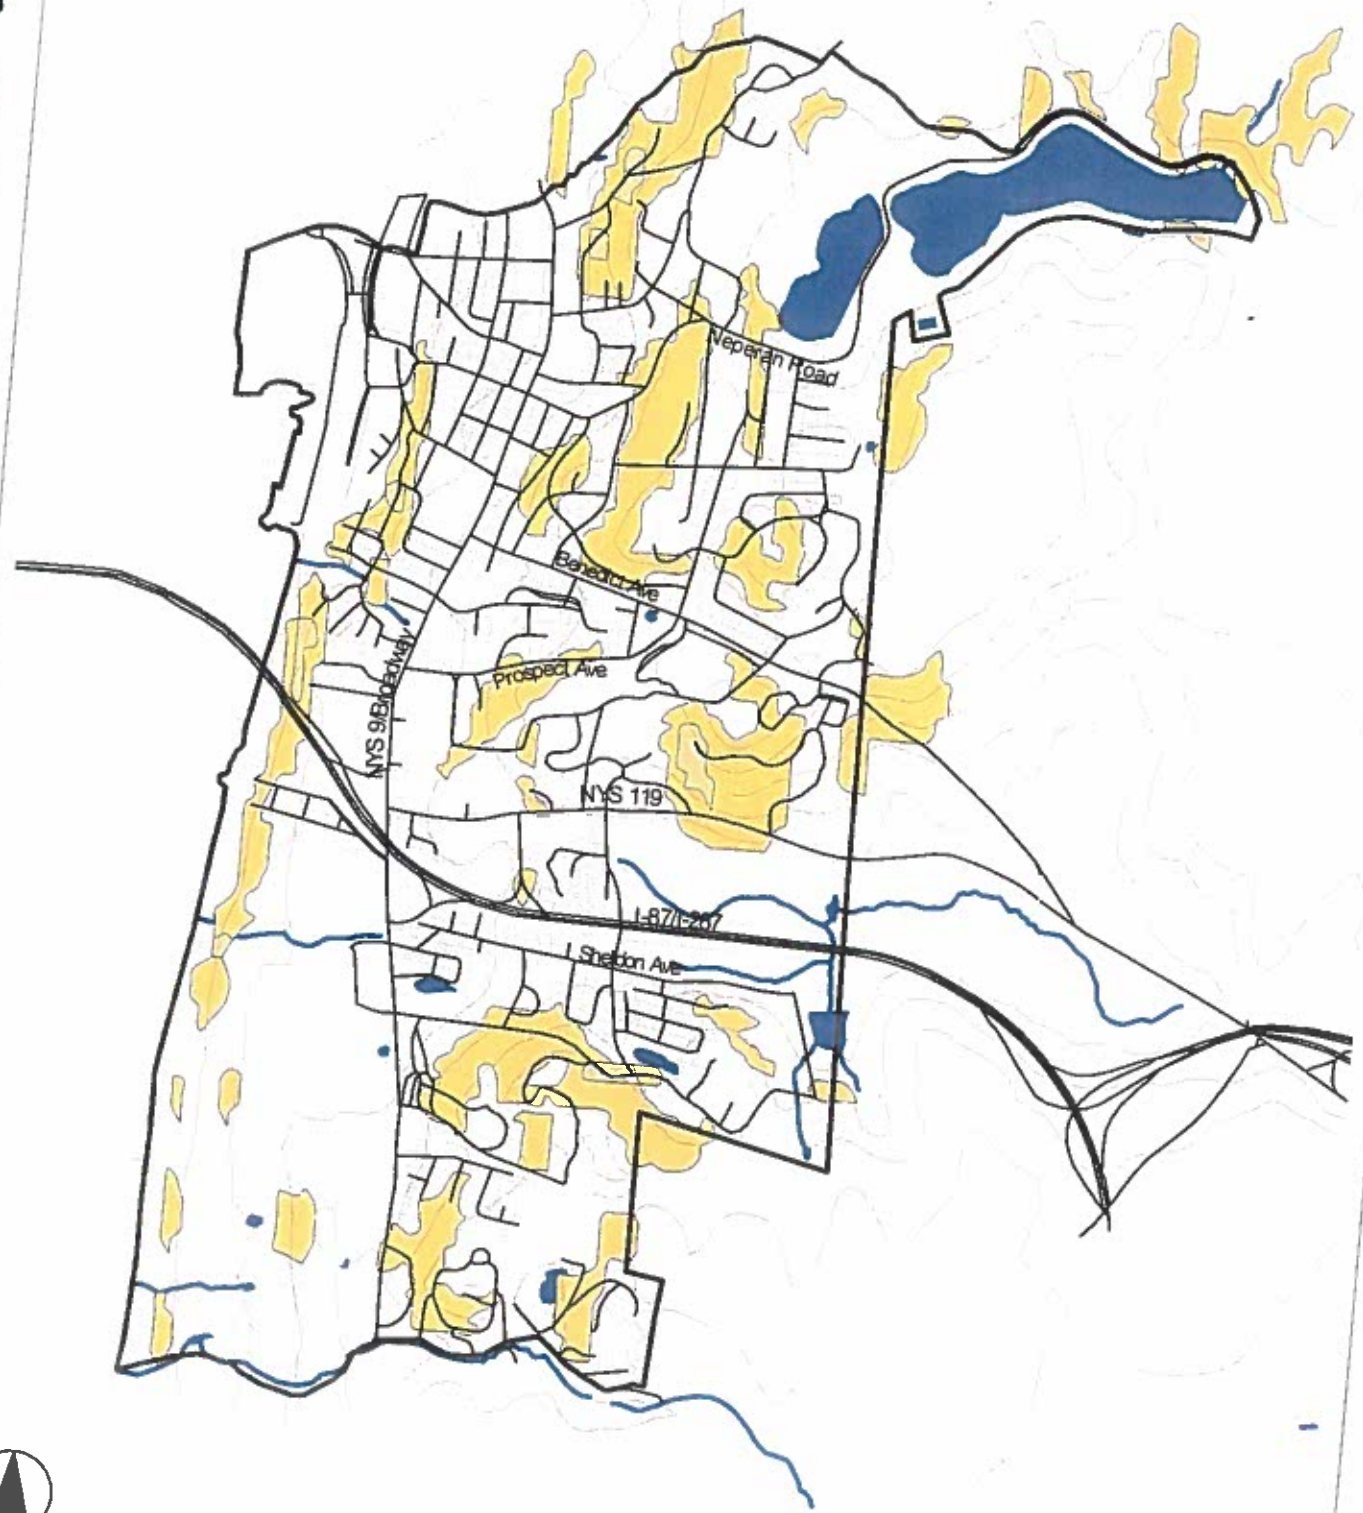 Neperan Road
Benedict Ave
Prospect Ave
NYS 9/Broadway
NYS 119
I-87/I-287
Sheldon Ave